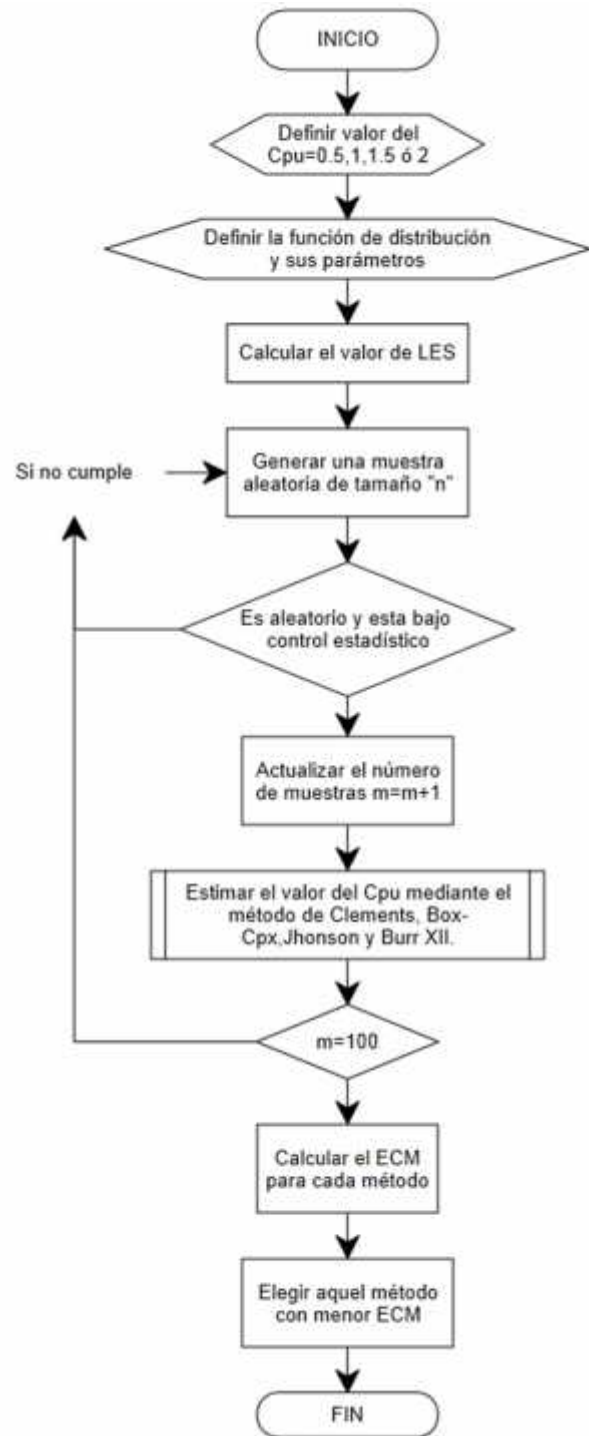 INICIO
Definir valor del
Cpu=0.5,1,1.5 ó 2
Definir la función de distribución
y sus parámetros
Calcular el valor de LES
Si no cumple
Generar una muestra
aleatoria de tamaño "n"
Es aleatorio y esta bajo
control estadístico
Actualizar el número
de muestras m=m+1
Estimar el valor del Cpu mediante el
método de Clements, Box-
Cpx,Jhonson y Burr XII.
m=100
Calcular el ECM
para cada método
Elegir aquel método
con menor ECM
FIN